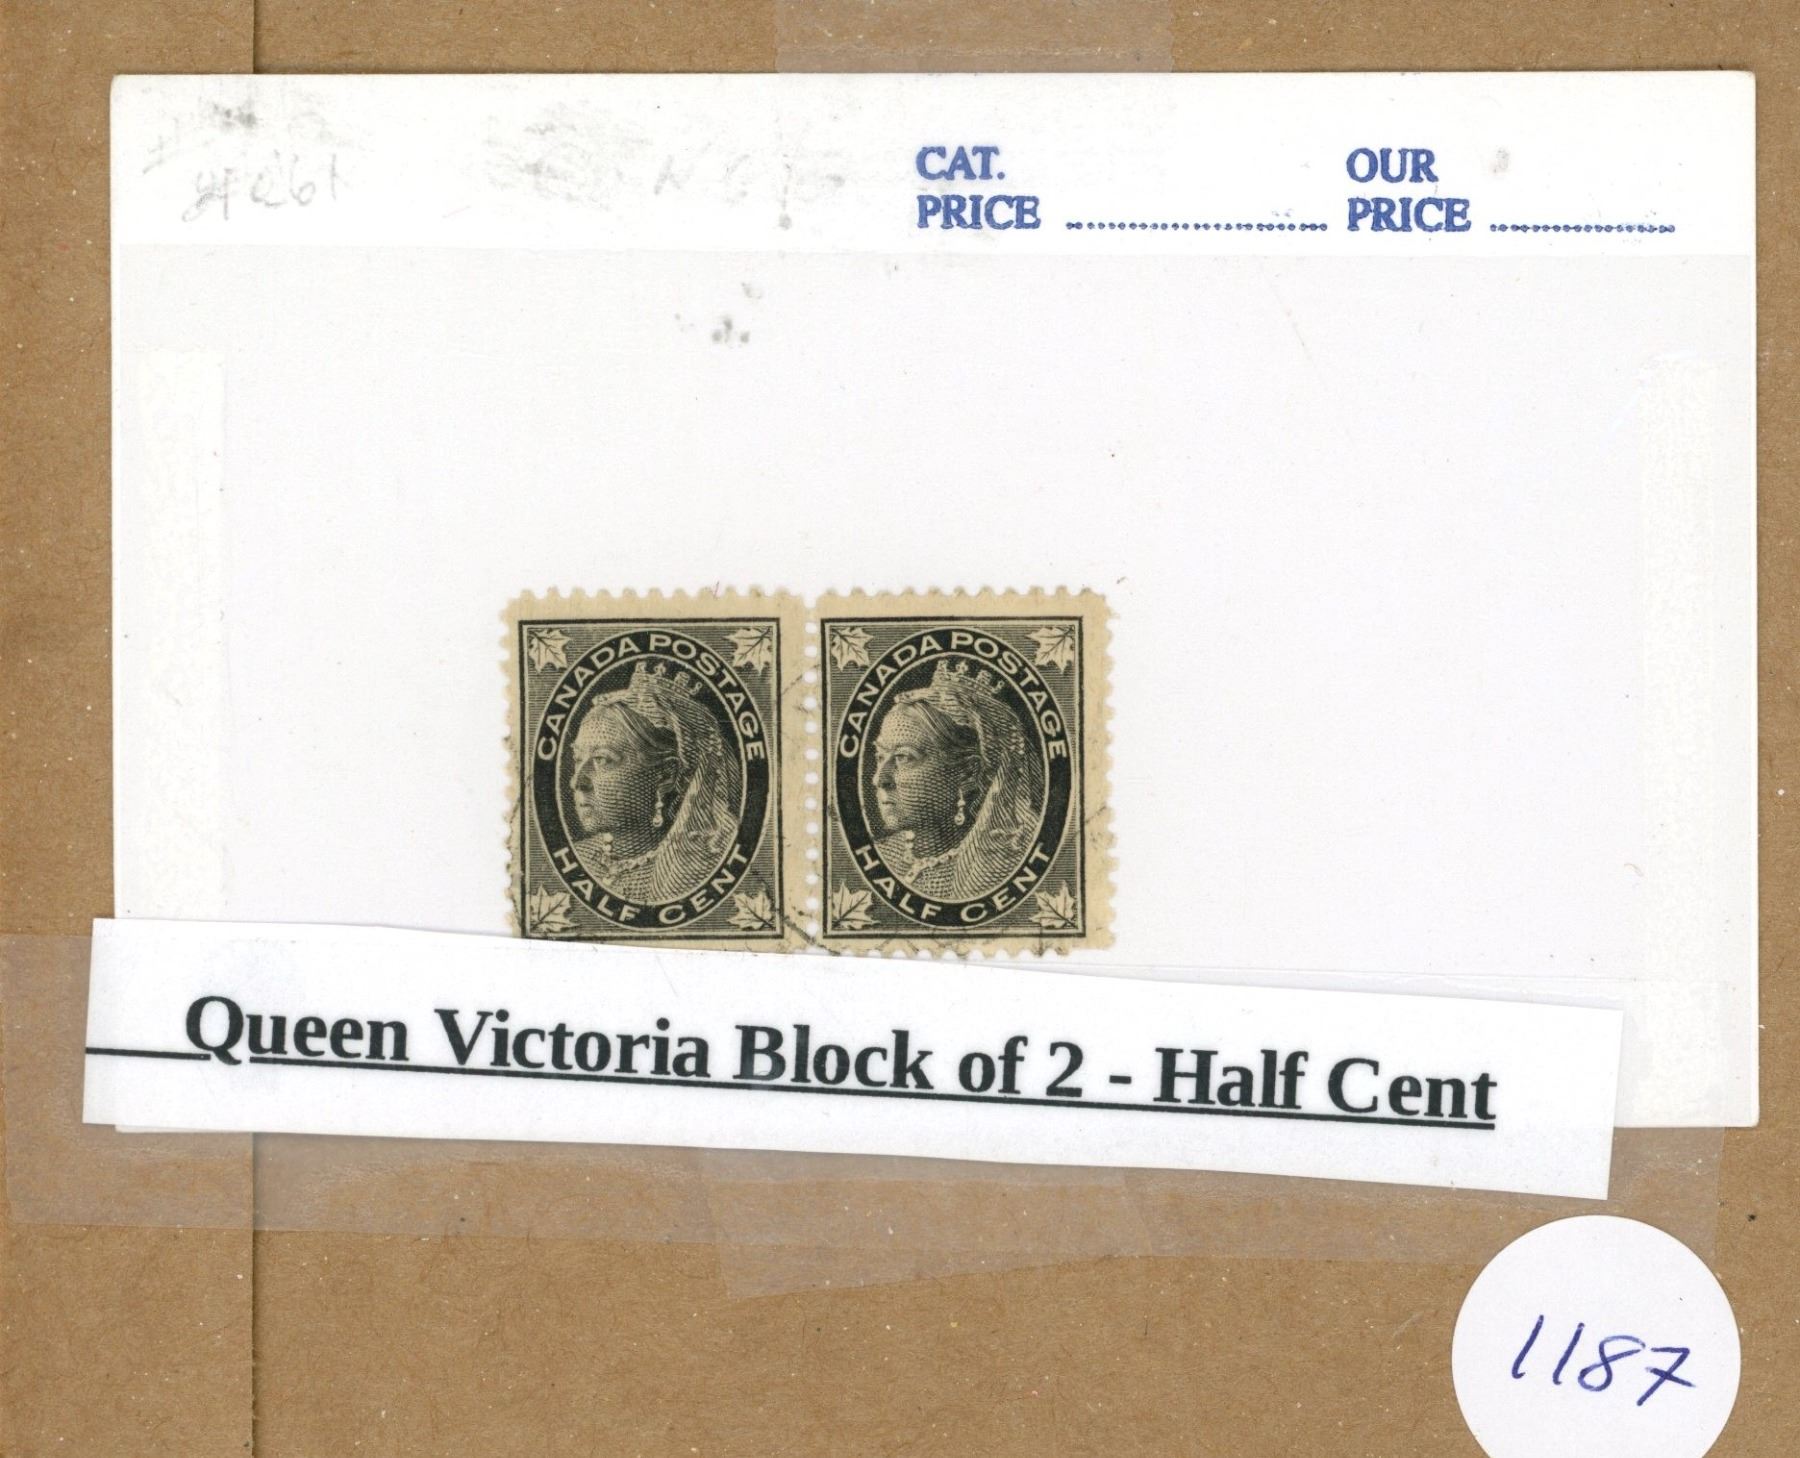 CAT.
PRICE
OUR
PRICE
CANADA POSTAGE
HALF CENT
CANADA POSTAGE
HALF CENT
Queen Victoria Block of 2 - Half Cent
1187